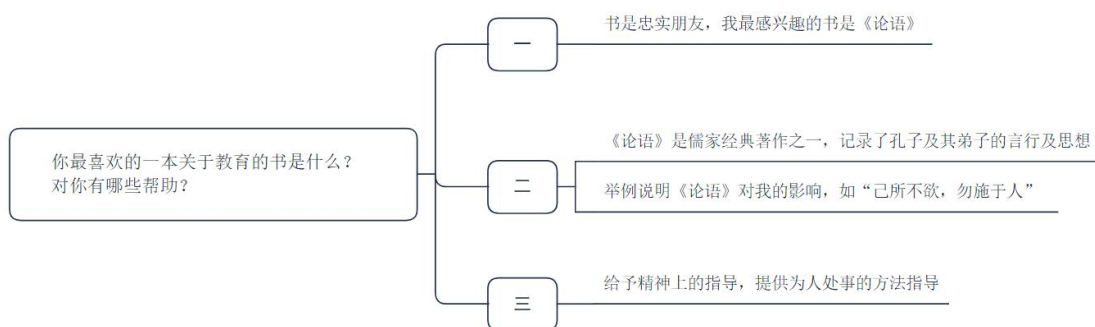 你最喜欢的一本关于教育的书是什么？
对你有哪些帮助？
一
书是忠实朋友，我最感兴趣的书是《论语》
二
《论语》是儒家经典著作之一，记录了孔子及其弟子的言行及思想
举例说明《论语》对我的影响，如“己所不欲，勿施于人”
三
给予精神上的指导，提供为人处事的方法指导